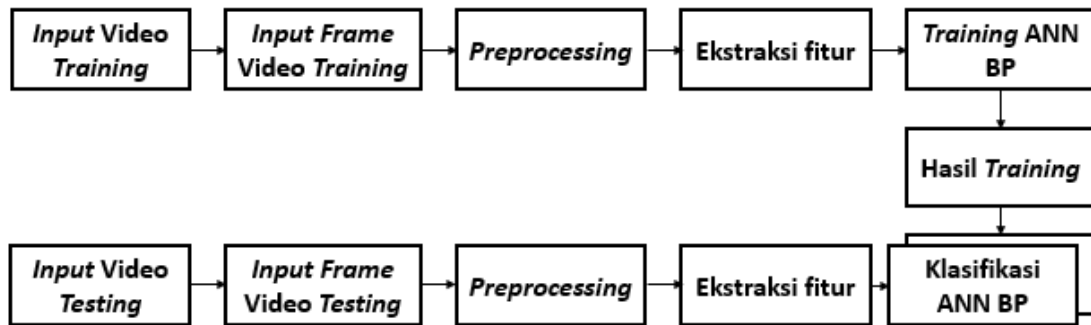 Input Video
Training
Input Frame
Video Training
Preprocessing
Ekstraksi fitur
Training ANN
BP
Hasil Training
Input Video
Testing
Input Frame
Video Testing
Preprocessing
Ekstraksi fitur
Klasifikasi
ANN BP